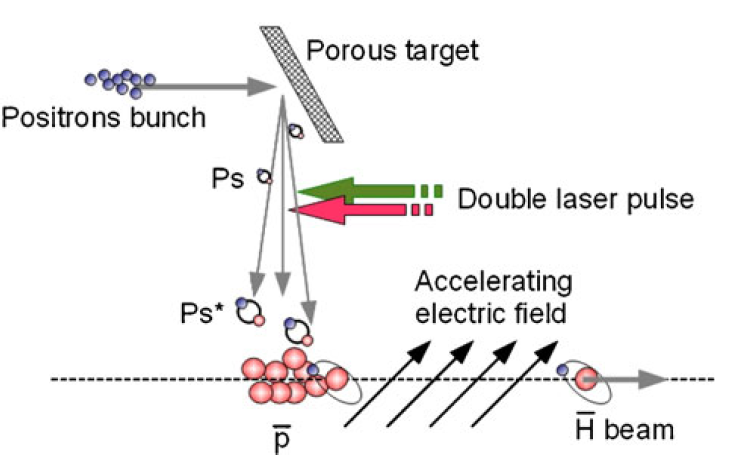 Porous target
Positrons bunch
Ps
Double laser pulse
Accelerating
electric field
Ps*
p̅
H̅ beam